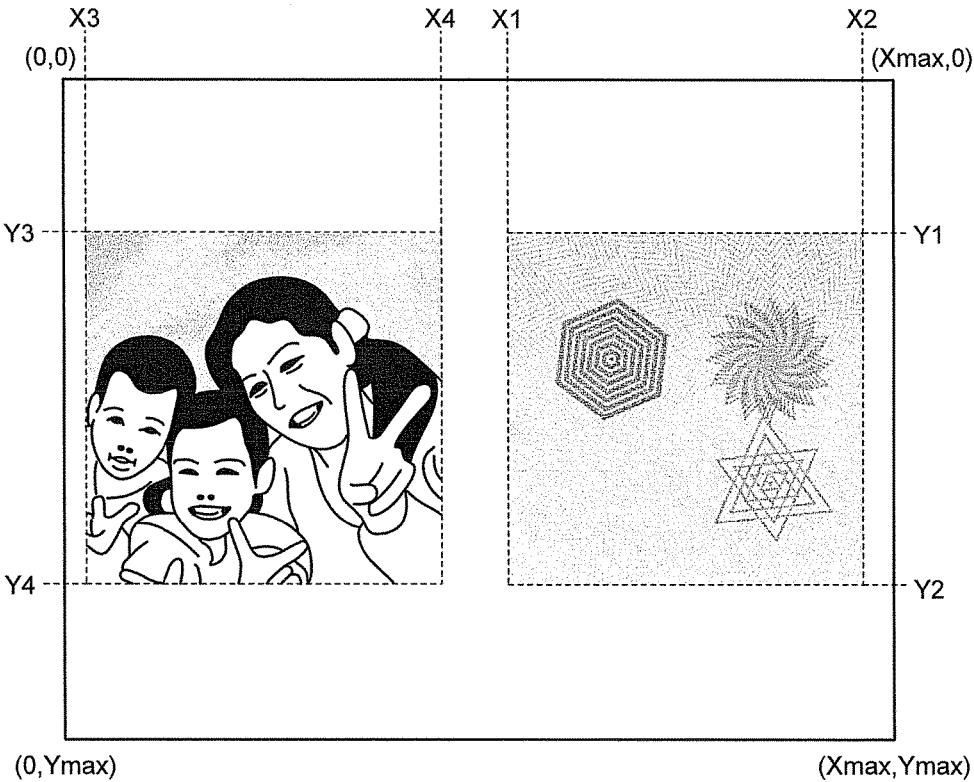 X3 X4 X1 X2
(0,0) (Xmax,0)
Y3 Y1
Y4 Y2
(0,Ymax) (Xmax,Ymax)